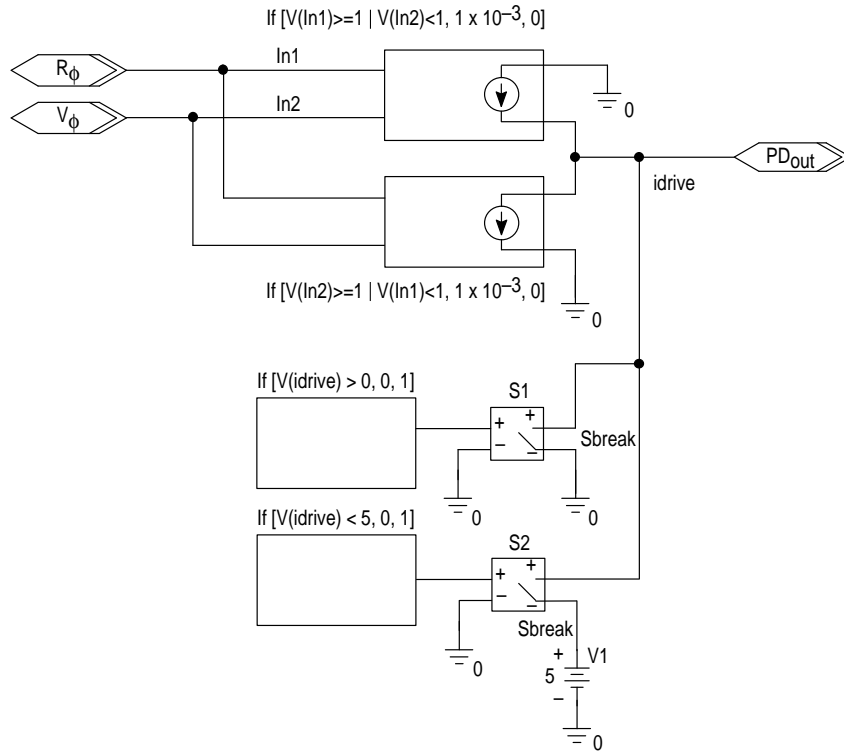 If [V(In1)>=1 | V(In2)<1, 1 x 10⁻³, 0]
Rϕ
In1
Vϕ
In2
0
PDout
idrive
If [V(In2)>=1 | V(In1)<1, 1 x 10⁻³, 0]
0
If [V(idrive) > 0, 0, 1]
S1
+ +
– –
Sbreak
0
0
If [V(idrive) < 5, 0, 1]
S2
+ +
– –
Sbreak
0
+ V1
5
–
0